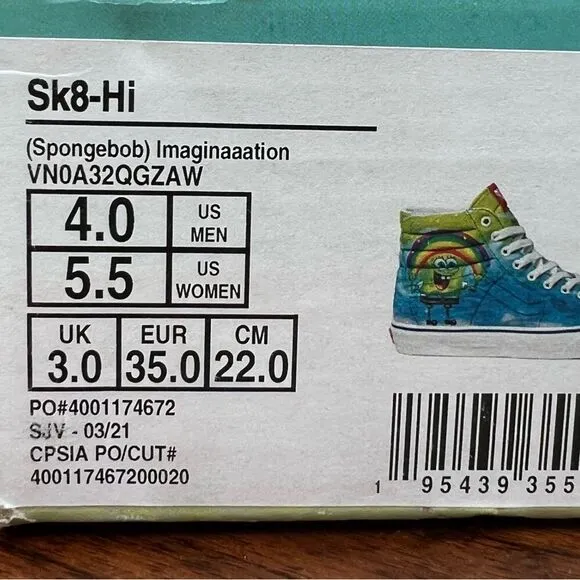 Sk8-Hi
(Spongebob) Imaginaaation
VN0A32QGZAW
4.0 US MEN
5.5 US WOMEN
UK EUR CM
3.0 35.0 22.0
PO#4001174672
SJV - 03/21
CPSIA PO/CUT#
400117467200020
1 95439 355